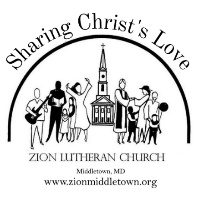 Sharing Christ's Love
ZION LUTHERAN CHURCH
Middletown, MD
www.zionmiddletown.org